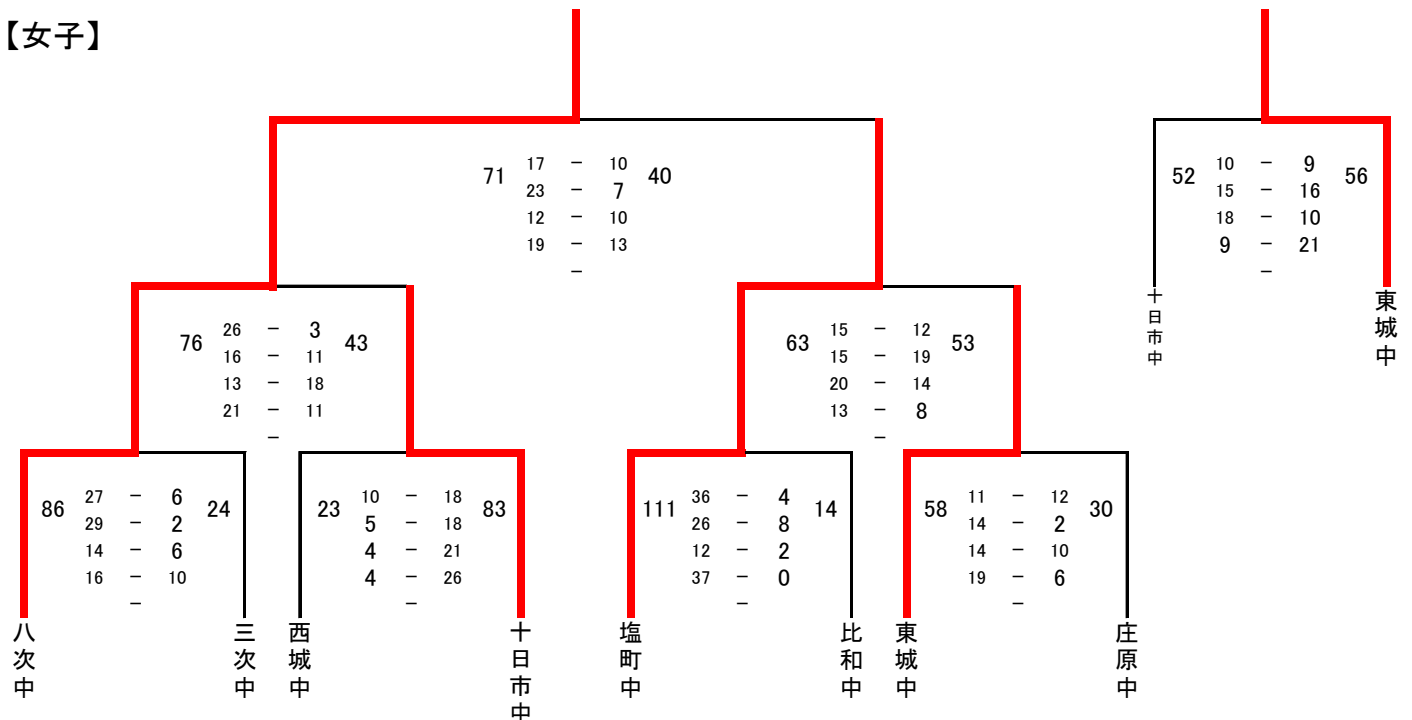 【女子】
71 17 － 10 40
23 － 7
12 － 10
19 － 13
－
52 10 － 9 56
15 － 16
18 － 10
9 － 21
－
十日市中
東城中
76 26 － 3 43
16 － 11
13 － 18
21 － 11
－
63 15 － 12 53
15 － 19
20 － 14
13 － 8
－
86 27 － 6 24
29 － 2
14 － 6
16 － 10
－
23 10 － 18 83
5 － 18
4 － 21
4 － 26
－
111 36 － 4 14
26 － 8
12 － 2
37 － 0
－
58 11 － 12 30
14 － 2
14 － 10
19 － 6
－
八次中
三次中
西城中
十日市中
塩町中
比和中
東城中
庄原中